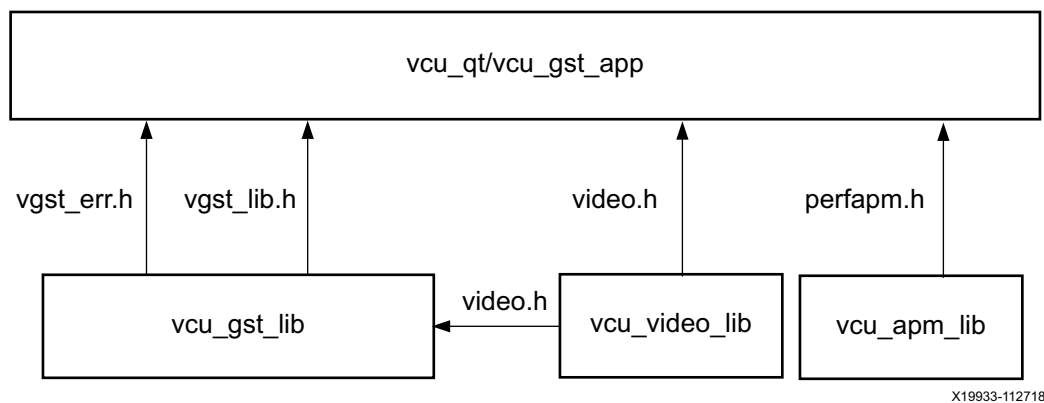 vcu_qt/vcu_gst_app
vgst_err.h
vgst_lib.h
video.h
perfapm.h
vcu_gst_lib
video.h
vcu_video_lib
vcu_apm_lib
X19933-112718